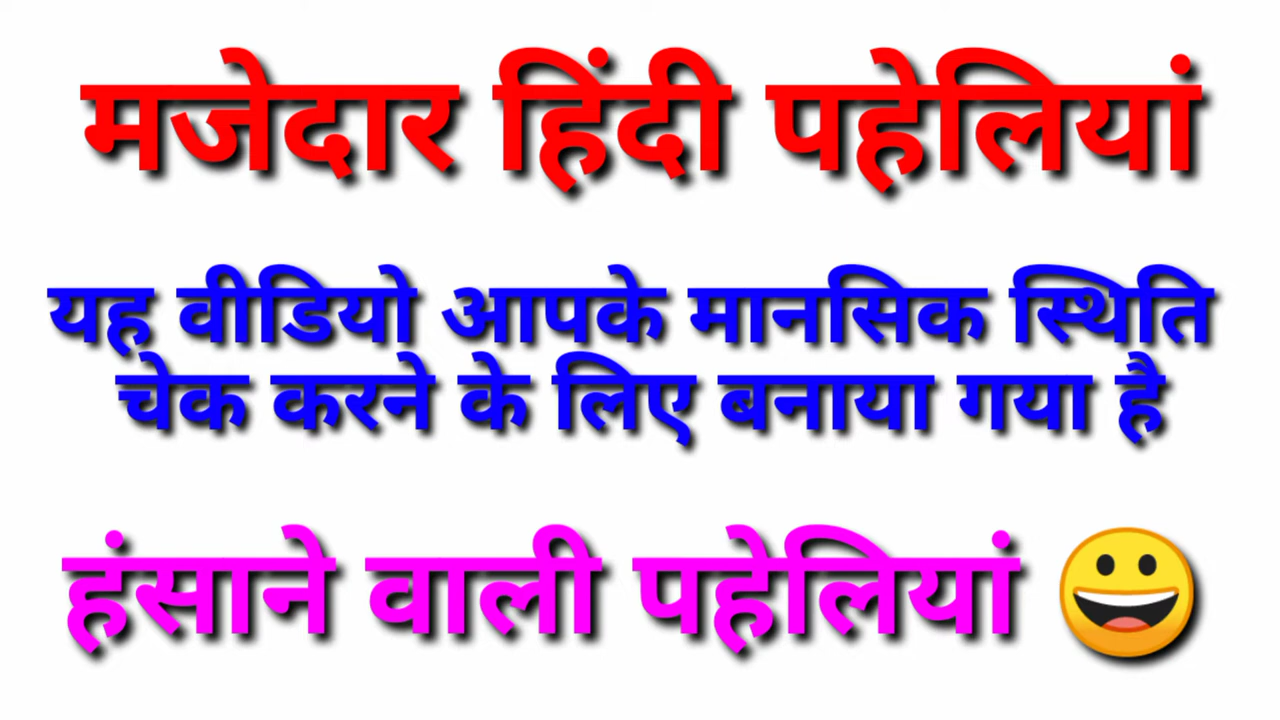 मजेदार हिंदी पहेलियां
यह वीडियो आपके मानसिक स्थिति
चेक करने के लिए बनाया गया है
हंसाने वाली पहेलियां 😀